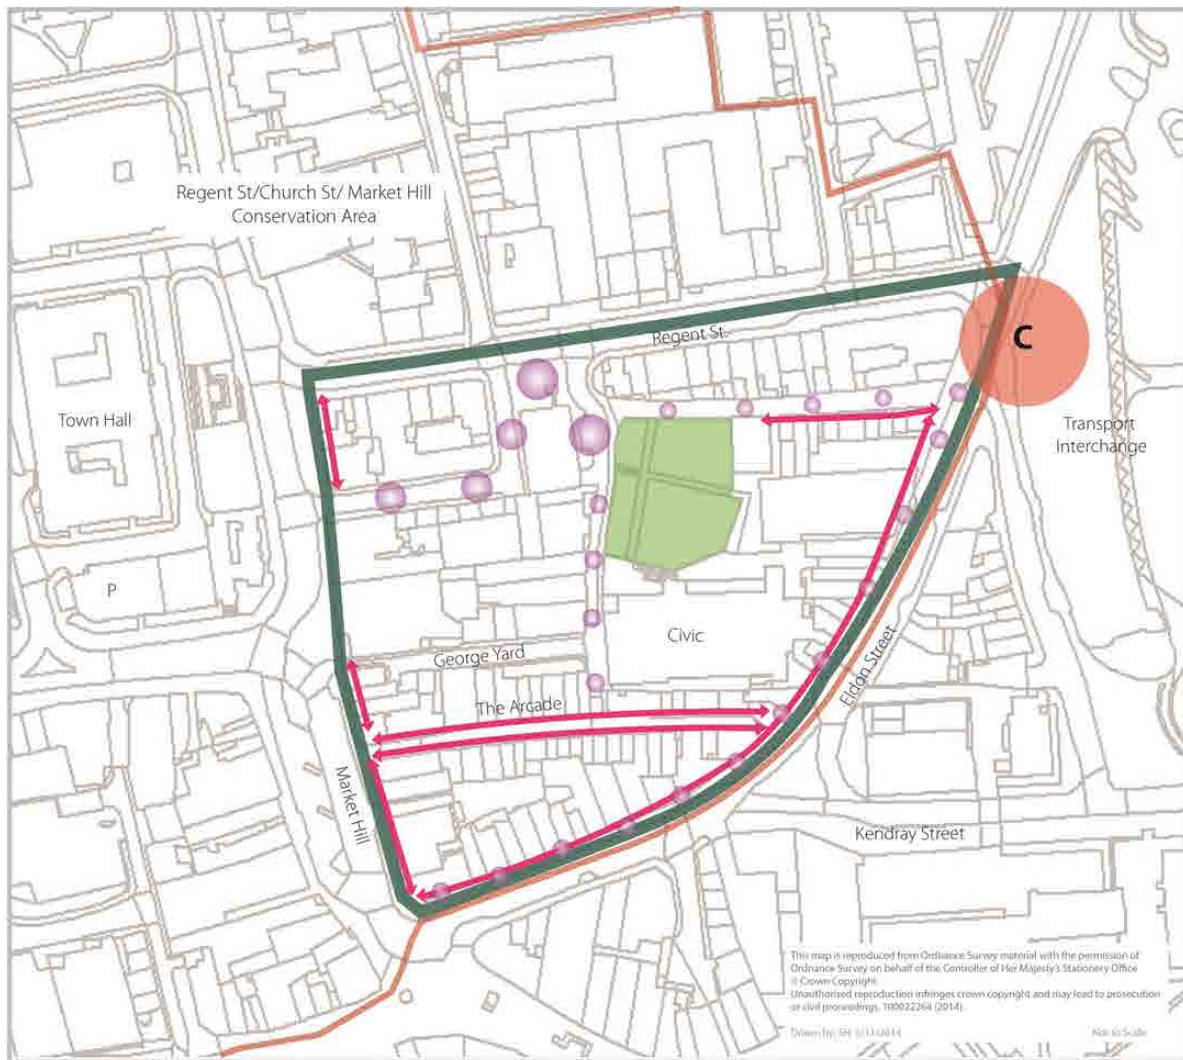 Regent St/Church St/ Market Hill
Conservation Area
Regent St.
C
Town Hall
Transport
Interchange
P
Civic
George Yard
Eldon Street
The Arcade
Market Hill
Kendray Street
This map is reproduced from Ordnance Survey material with the permission of
Ordnance Survey on behalf of the Controller of Her Majesty's Stationery Office
© Crown Copyright.
Unauthorised reproduction infringes crown copyright and may lead to prosecution
or civil proceedings. 100022264 (2014).
Drawn by: SH
Not to Scale